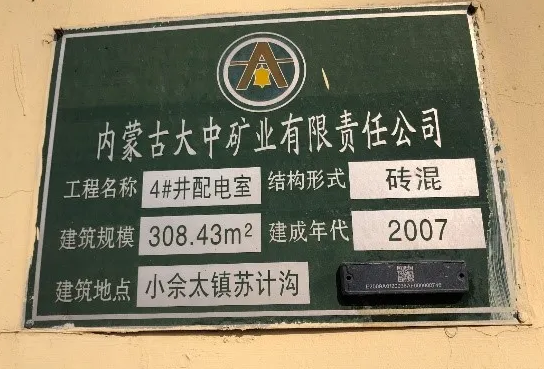 内蒙古大中矿业有限责任公司
工程名称 4#井配电室 结构形式 砖混
建筑规模 308.43m² 建成年代 2007
建筑地点 小佘太镇苏计沟